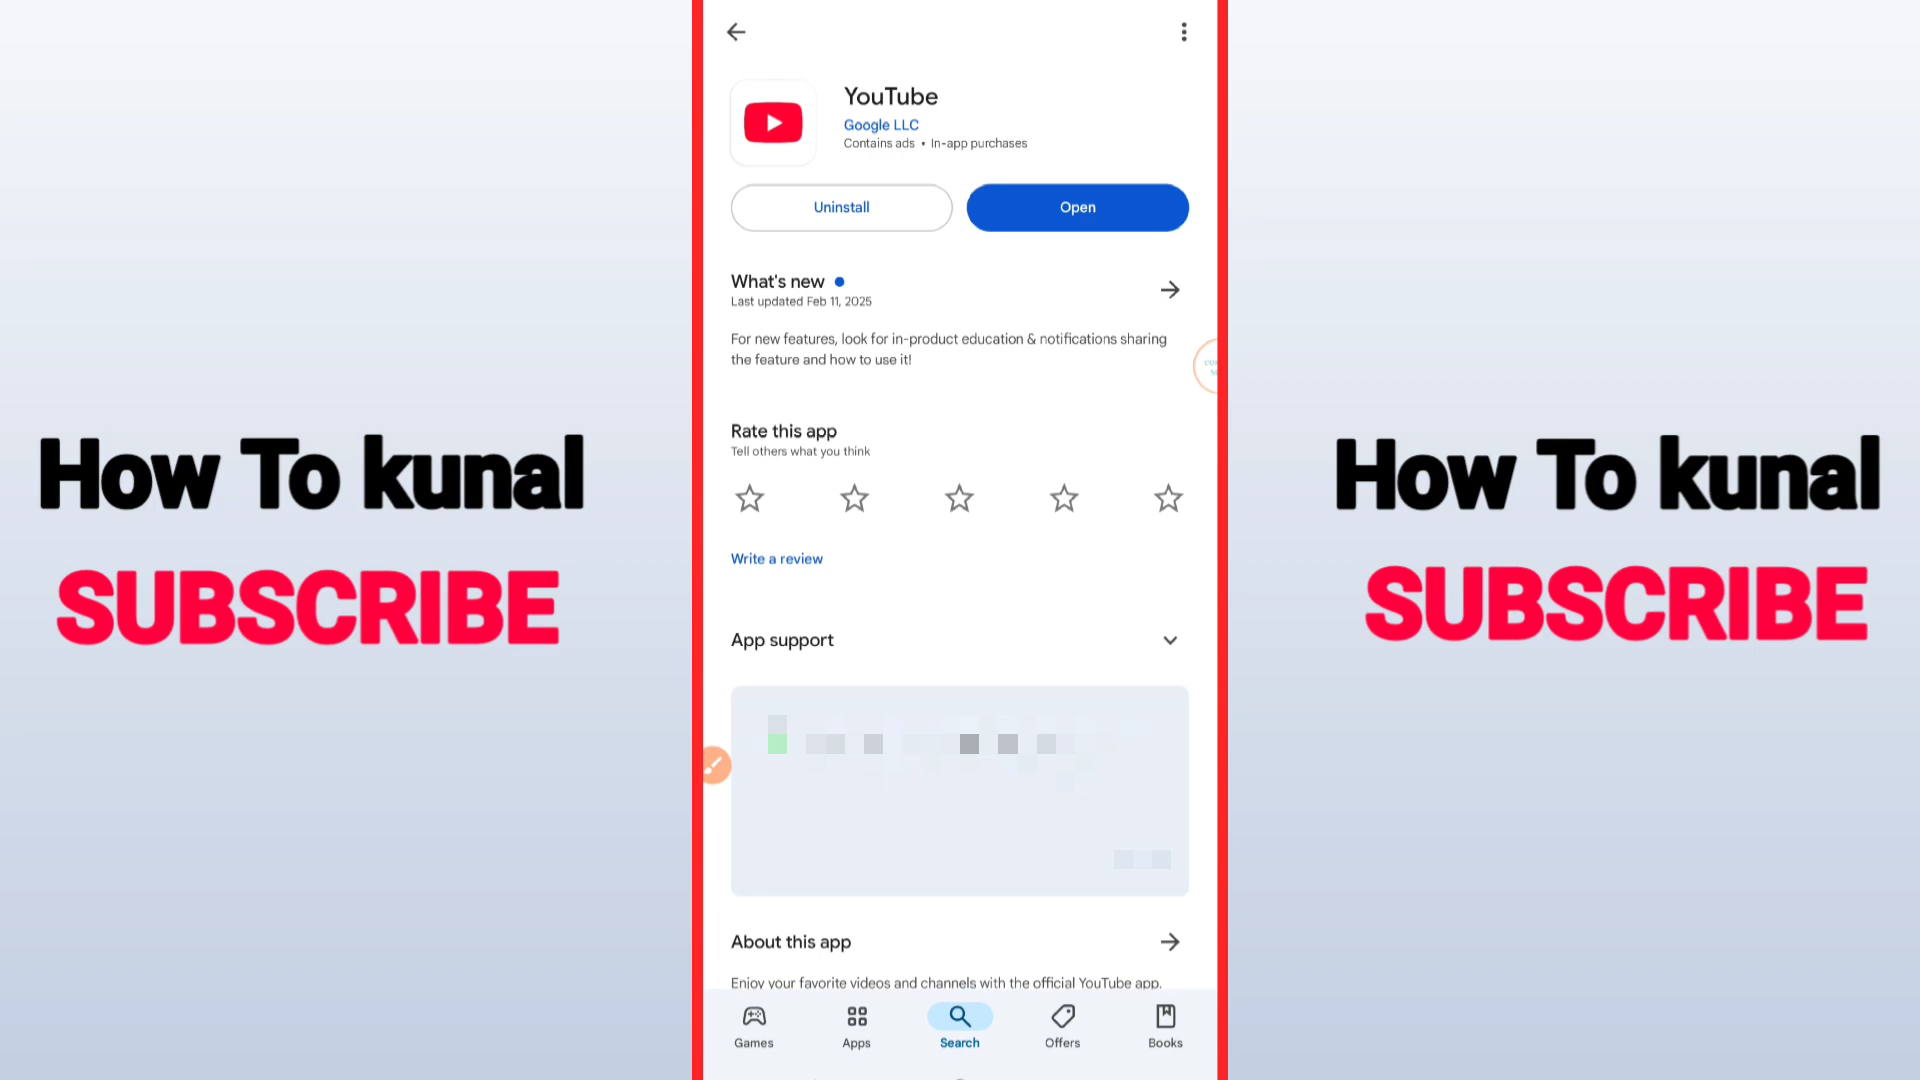 YouTube
Google LLC
Contains ads • In-app purchases
Uninstall
Open
What's new
Last updated Feb 11, 2025
For new features, look for in-product education & notifications sharing
the feature and how to use it!
Rate this app
Tell others what you think
Write a review
App support
About this app
Enjoy your favorite videos and channels with the official YouTube app.
Games
Apps
Search
Offers
Books
How To kunal
SUBSCRIBE
How To kunal
SUBSCRIBE